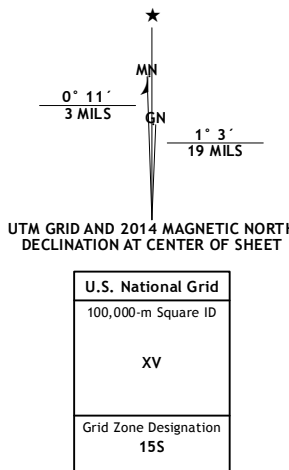 MN
0° 11´
3 MILS
GN
1° 3´
19 MILS
UTM GRID AND 2014 MAGNETIC NORTH
DECLINATION AT CENTER OF SHEET
U.S. National Grid
100,000-m Square ID
XV
Grid Zone Designation
15S